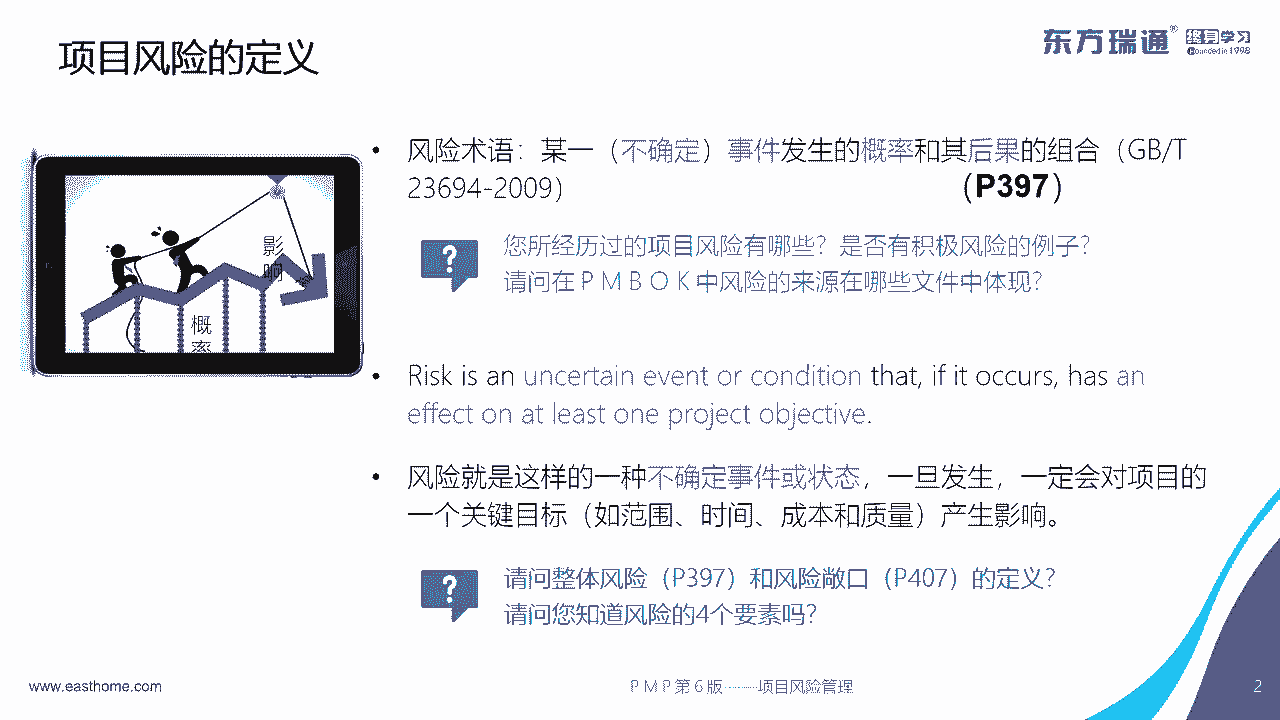 项目风险的定义
东方瑞通® 终身学习
Founded in 1998
• 风险术语：某一（不确定）事件发生的概率和其后果的组合（GB/T
23694-2009） （P397）
您所经历过的项目风险有哪些？是否有积极风险的例子？
请问在PMBOK中风险的来源在哪些文件中体现？
影
响
概
率
• Risk is an uncertain event or condition that, if it occurs, has an
effect on at least one project objective.
• 风险就是这样的一种不确定事件或状态，一旦发生，一定会对项目的
一个关键目标（如范围、时间、成本和质量）产生影响。
请问整体风险（P397）和风险敞口（P407）的定义？
请问您知道风险的4个要素吗？
www.easthome.com
PMP第6版 ——项目风险管理
2